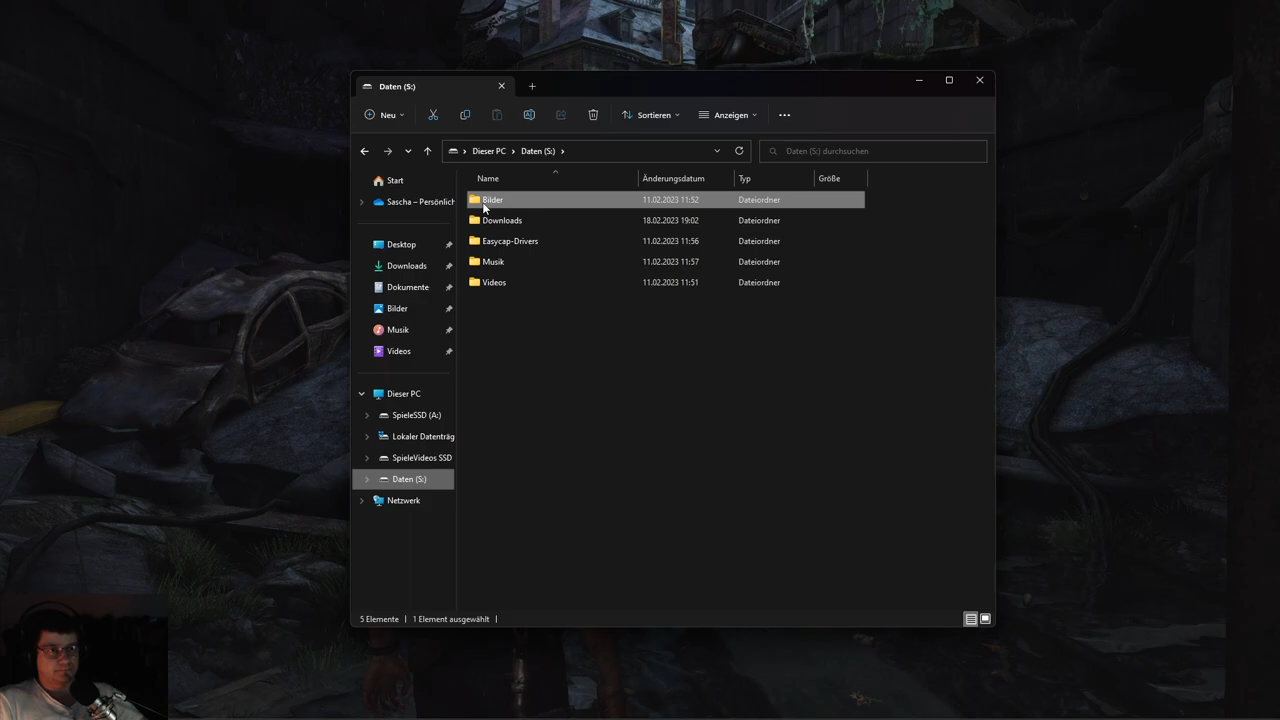 Daten (S:)
Neu
Sortieren
Anzeigen
Dieser PC
Daten (S:)
Daten (S:) durchsuchen
Name
Änderungsdatum
Typ
Größe
Start
Sascha – Persönlich
Desktop
Downloads
Dokumente
Bilder
Musik
Videos
Dieser PC
SpieleSSD (A:)
Lokaler Datenträg
SpieleVideos SSD
Daten (S:)
Netzwerk
Bilder 11.02.2023 11:52 Dateiordner
Downloads 18.02.2023 19:02 Dateiordner
Easycap-Drivers 11.02.2023 11:56 Dateiordner
Musik 11.02.2023 11:57 Dateiordner
Videos 11.02.2023 11:51 Dateiordner
5 Elemente
1 Element ausgewählt